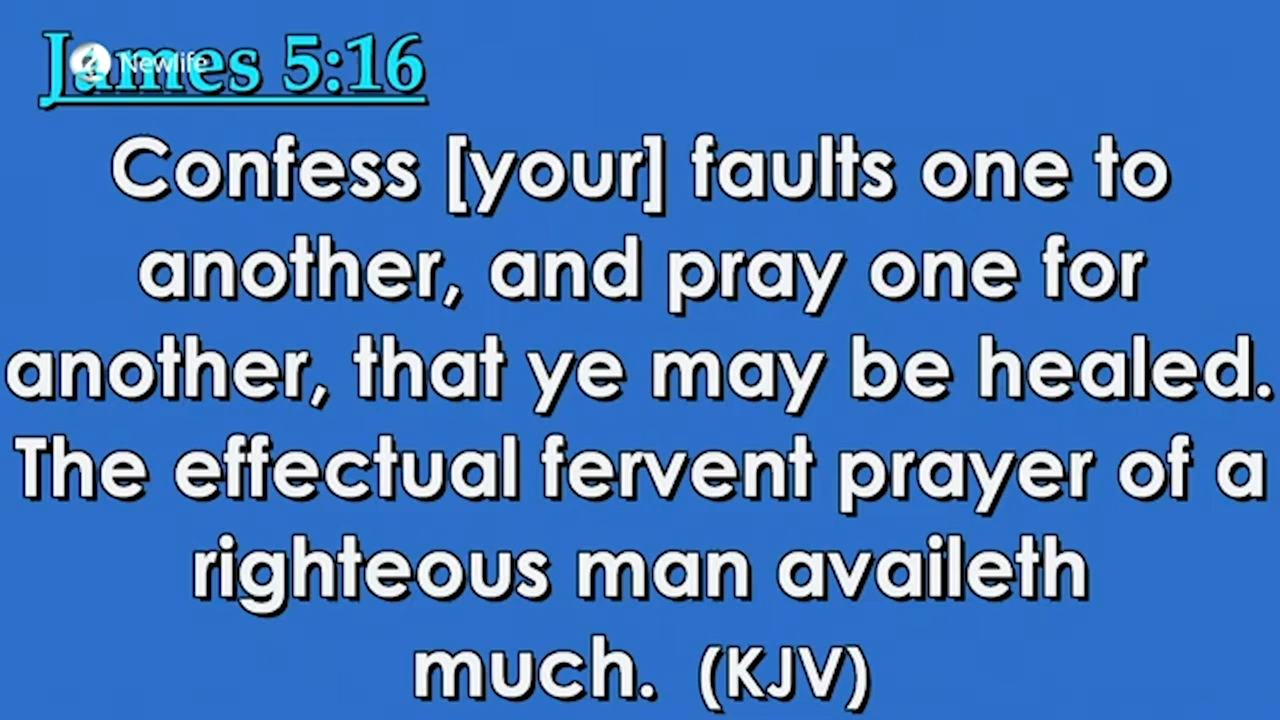 James 5:16
Newlife
Confess [your] faults one to
another, and pray one for
another, that ye may be healed.
The effectual fervent prayer of a
righteous man availeth
much. (KJV)